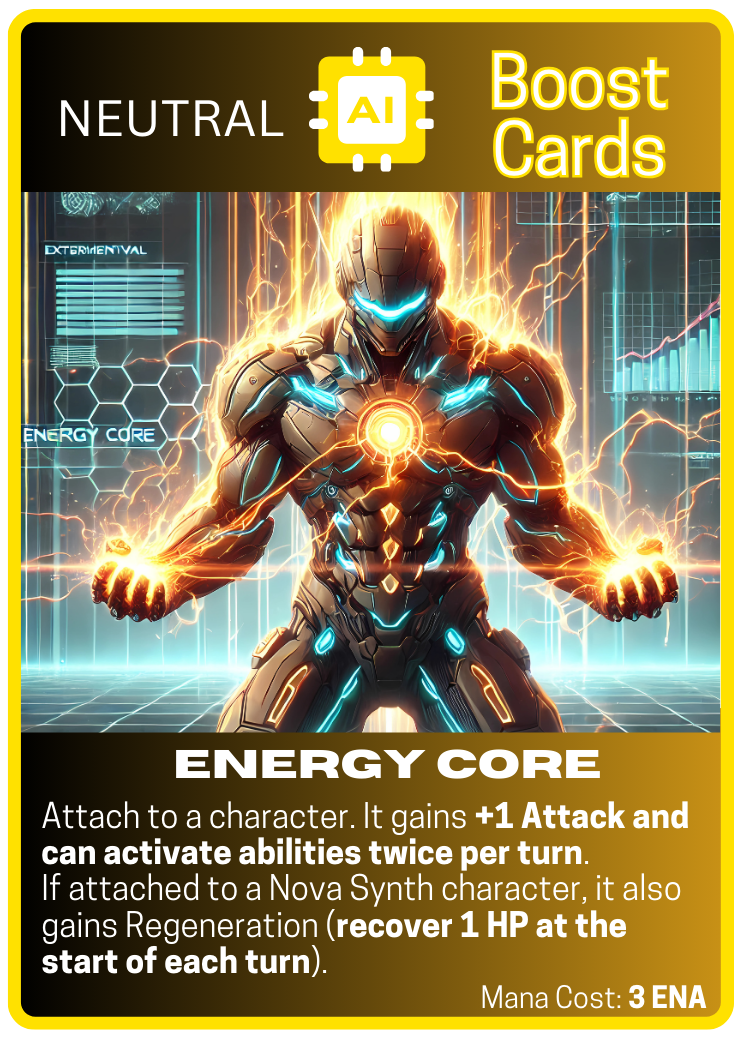 NEUTRAL
AI
Boost
Cards
EXTERMENTVAL
ENERGY CORE
ENERGY CORE
Attach to a character. It gains +1 Attack and
can activate abilities twice per turn.
If attached to a Nova Synth character, it also
gains Regeneration (recover 1 HP at the
start of each turn).
Mana Cost: 3 ENA